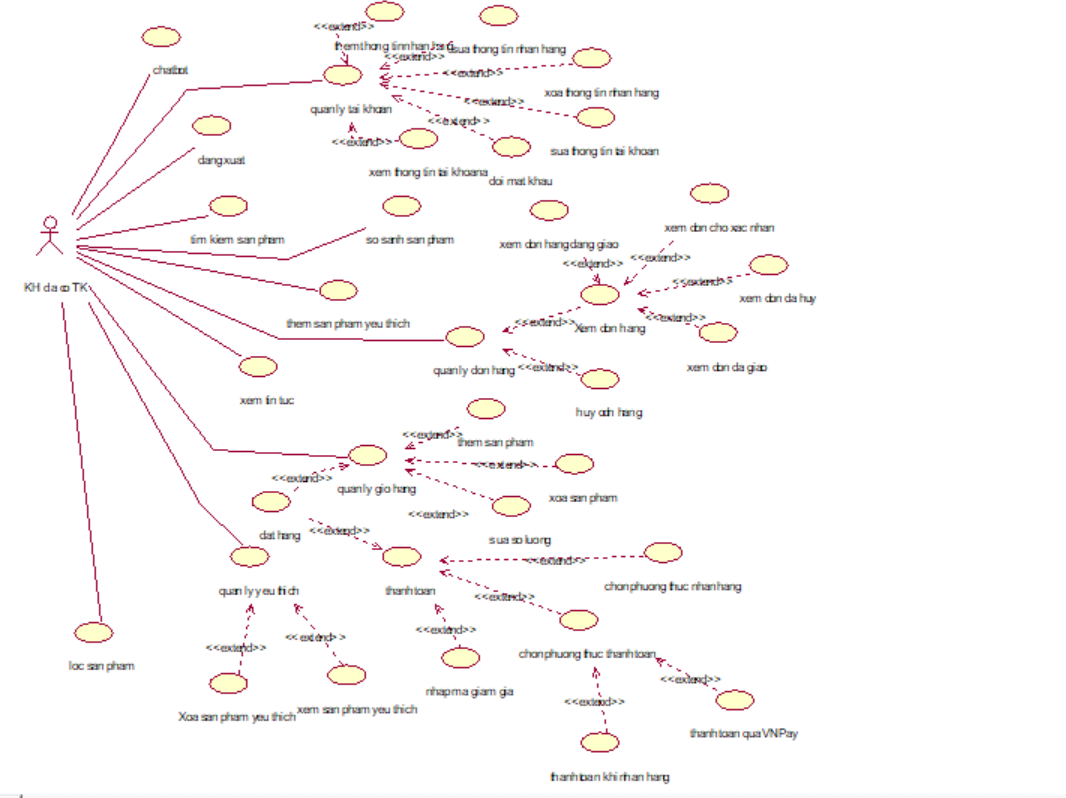 <<extend>>
chatbot
them thong tin nhan hang
sua thong tin nhan hang
<<extend>>
<<extend>>
xoa thong tin nhan hang
<<extend>>
quan ly tai khoan
<<extend>>
<<extend>>
sua thong tin tai khoan
dang xuat
xem thong tin tai khoana
doi mat khau
tim kiem san pham
so sanh san pham
xem don hang dang giao
xem don cho xac nhan
<<extend>>
<<extend>>
KH da co TK
<<extend>>
xem don da huy
them san pham yeu thich
<<extend>>
Xem don hang
<<extend>>
quan ly don hang
<<extend>>
xem don da giao
xem tin tuc
huy don hang
<<extend>>
them san pham
<<extend>>
<<extend>>
quan ly gio hang
xoa san pham
<<extend>>
dat hang
<<extend>>
sua so luong
<<extend>>
quan ly yeu thich
thanh toan
<<extend>>
chon phuong thuc nhan hang
<<extend>>
<<extend>>
<<extend>>
<<extend>>
chon phuong thuc thanh toan
loc san pham
<<extend>>
nhap ma giam gia
Xoa san pham yeu thich
xem san pham yeu thich
<<extend>>
thanh toan qua VNPay
thanh toan khi nhan hang